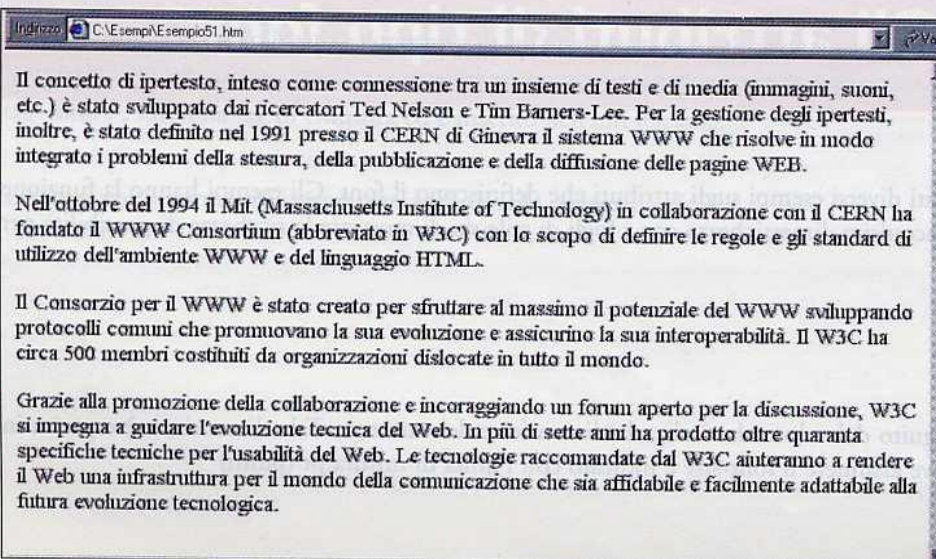 Indirizzo C:\Esempi\Esempio51.htm
Il concetto di ipertesto, inteso come connessione tra un insieme di testi e di media (immagini, suoni,
etc.) è stato sviluppato dai ricercatori Ted Nelson e Tim Barners-Lee. Per la gestione degli ipertesti,
inoltre, è stato definito nel 1991 presso il CERN di Ginevra il sistema WWW che risolve in modo
integrato i problemi della stesura, della pubblicazione e della diffusione delle pagine WEB.
Nell'ottobre del 1994 il Mit (Massachusetts Institute of Technology) in collaborazione con il CERN ha
fondato il WWW Consortium (abbreviato in W3C) con lo scopo di definire le regole e gli standard di
utilizzo dell'ambiente WWW e del linguaggio HTML.
Il Consorzio per il WWW è stato creato per sfruttare al massimo il potenziale del WWW sviluppando
protocolli comuni che promuovano la sua evoluzione e assicurino la sua interoperabilità. Il W3C ha
circa 500 membri costituiti da organizzazioni dislocate in tutto il mondo.
Grazie alla promozione della collaborazione e incoraggiando un forum aperto per la discussione, W3C
si impegna a guidare l'evoluzione tecnica del Web. In più di sette anni ha prodotto oltre quaranta
specifiche tecniche per l'usabilità del Web. Le tecnologie raccomandate dal W3C aiuteranno a rendere
il Web una infrastruttura per il mondo della comunicazione che sia affidabile e facilmente adattabile alla
futura evoluzione tecnologica.